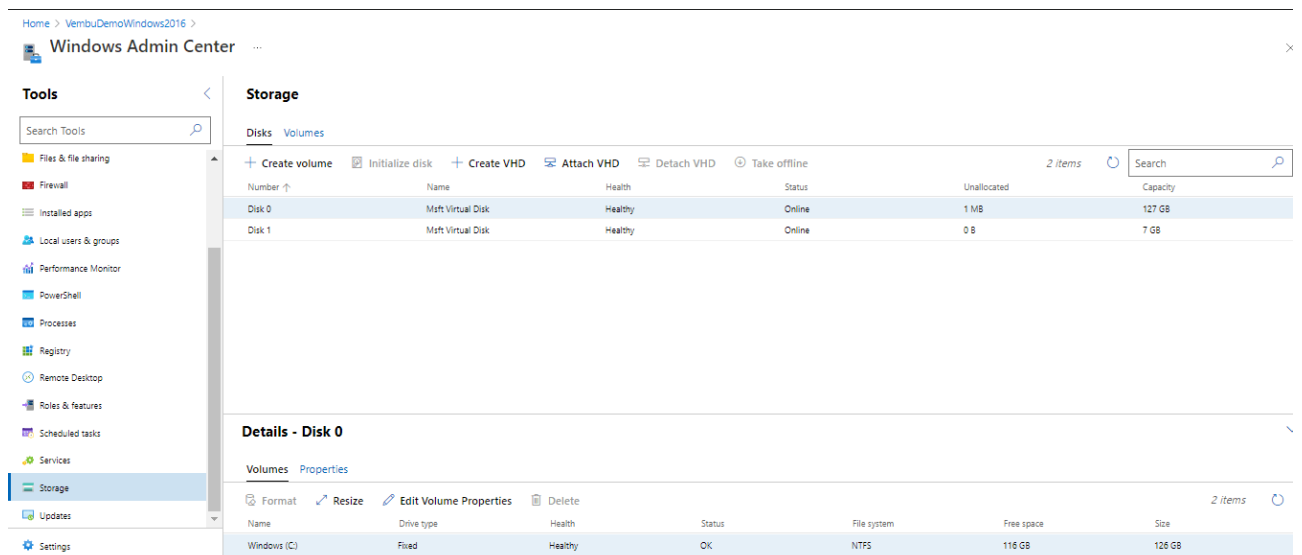 Home > VembuDemoWindows2016 >
Windows Admin Center ...
Tools
Search Tools
Files & file sharing
Firewall
Installed apps
Local users & groups
Performance Monitor
PowerShell
Processes
Registry
Remote Desktop
Roles & features
Scheduled tasks
Services
Storage
Updates
Settings
Storage
Disks Volumes
Create volume Initialize disk Create VHD Attach VHD Detach VHD Take offline 2 items Search
Number Name Health Status Unallocated Capacity
Disk 0 Msft Virtual Disk Healthy Online 1 MB 127 GB
Disk 1 Msft Virtual Disk Healthy Online 0 B 7 GB
Details - Disk 0
Volumes Properties
Format Resize Edit Volume Properties Delete 2 items
Name Drive type Health Status File system Free space Size
Windows (C:) Fixed Healthy OK NTFS 116 GB 126 GB